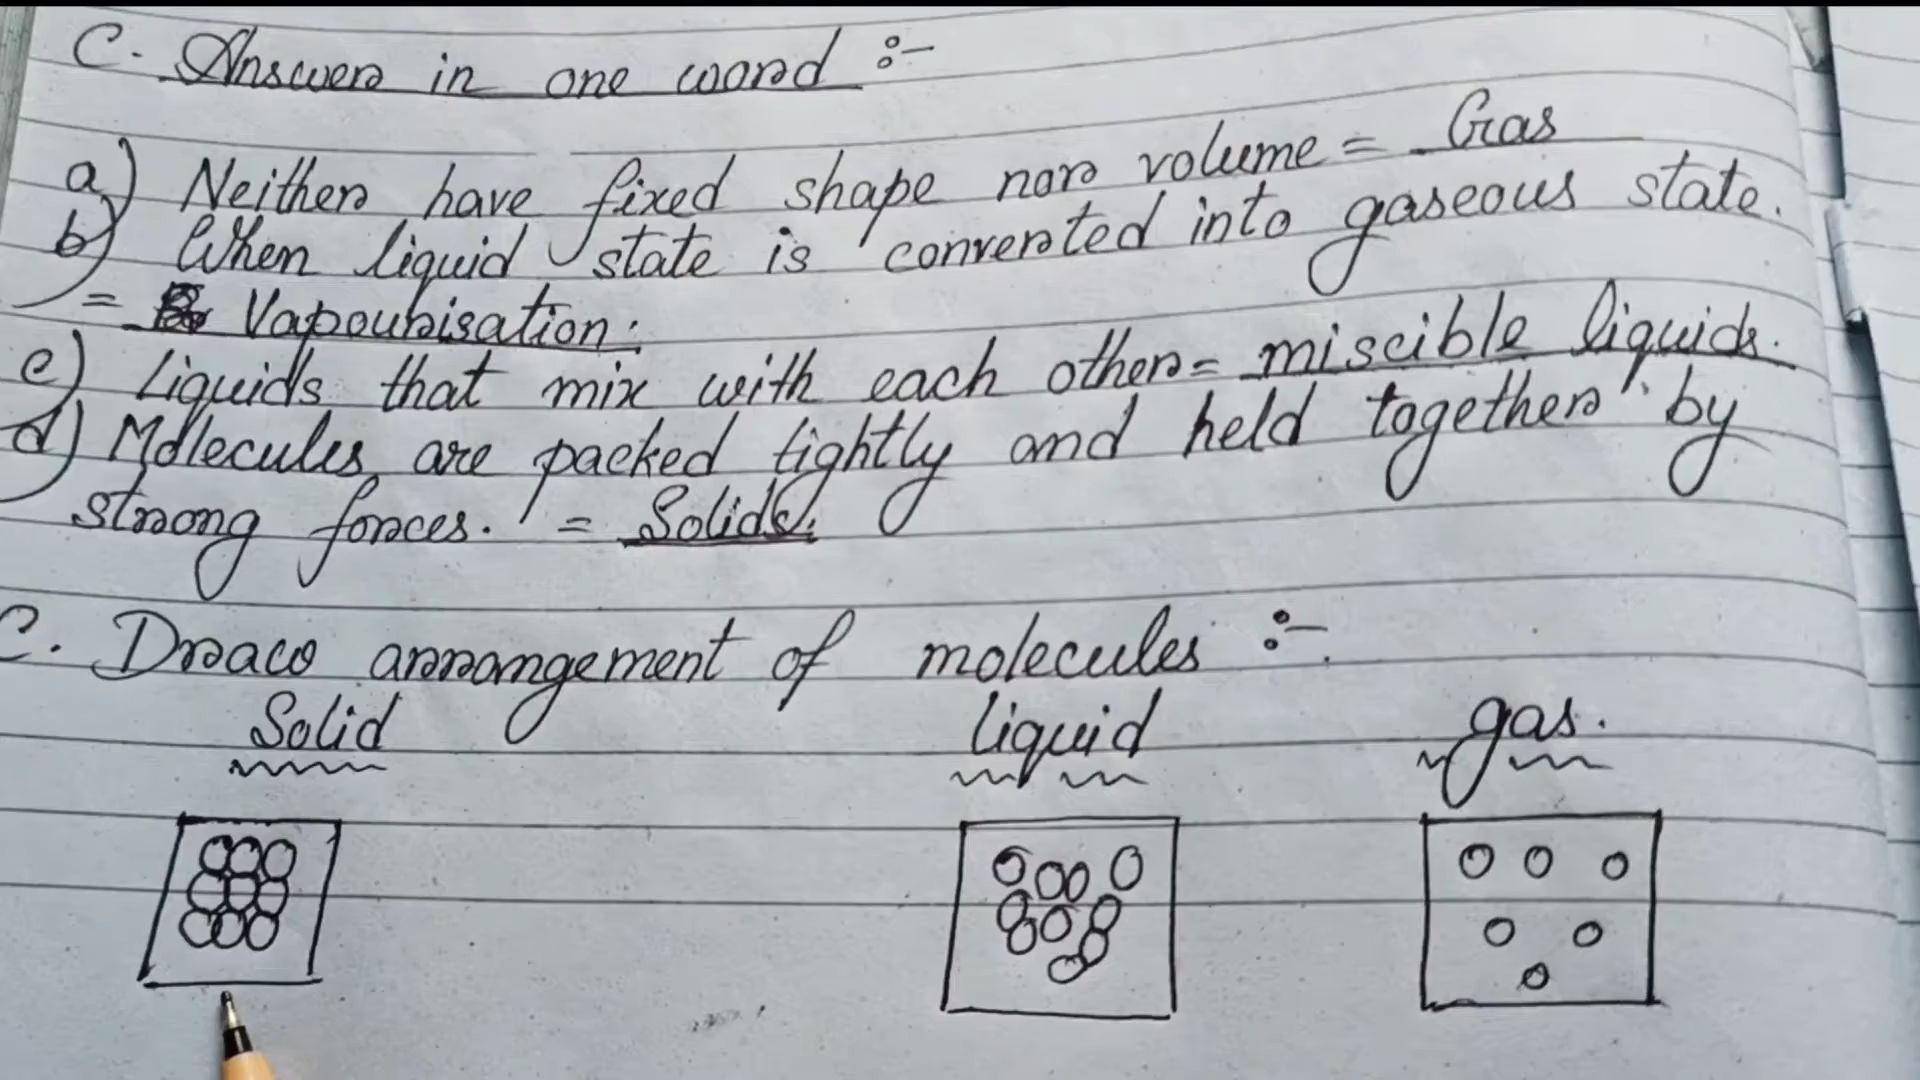 C. Answer in one word :-
a) Neither have fixed shape nor volume = Gas
b) When liquid state is converted into gaseous state.
= Vapourisation.
c) Liquids that mix with each other = miscible liquids.
d) Molecules are packed tightly and held together by
strong forces. = Solids.
C. Draw arrangement of molecules :-
Solid liquid gas.